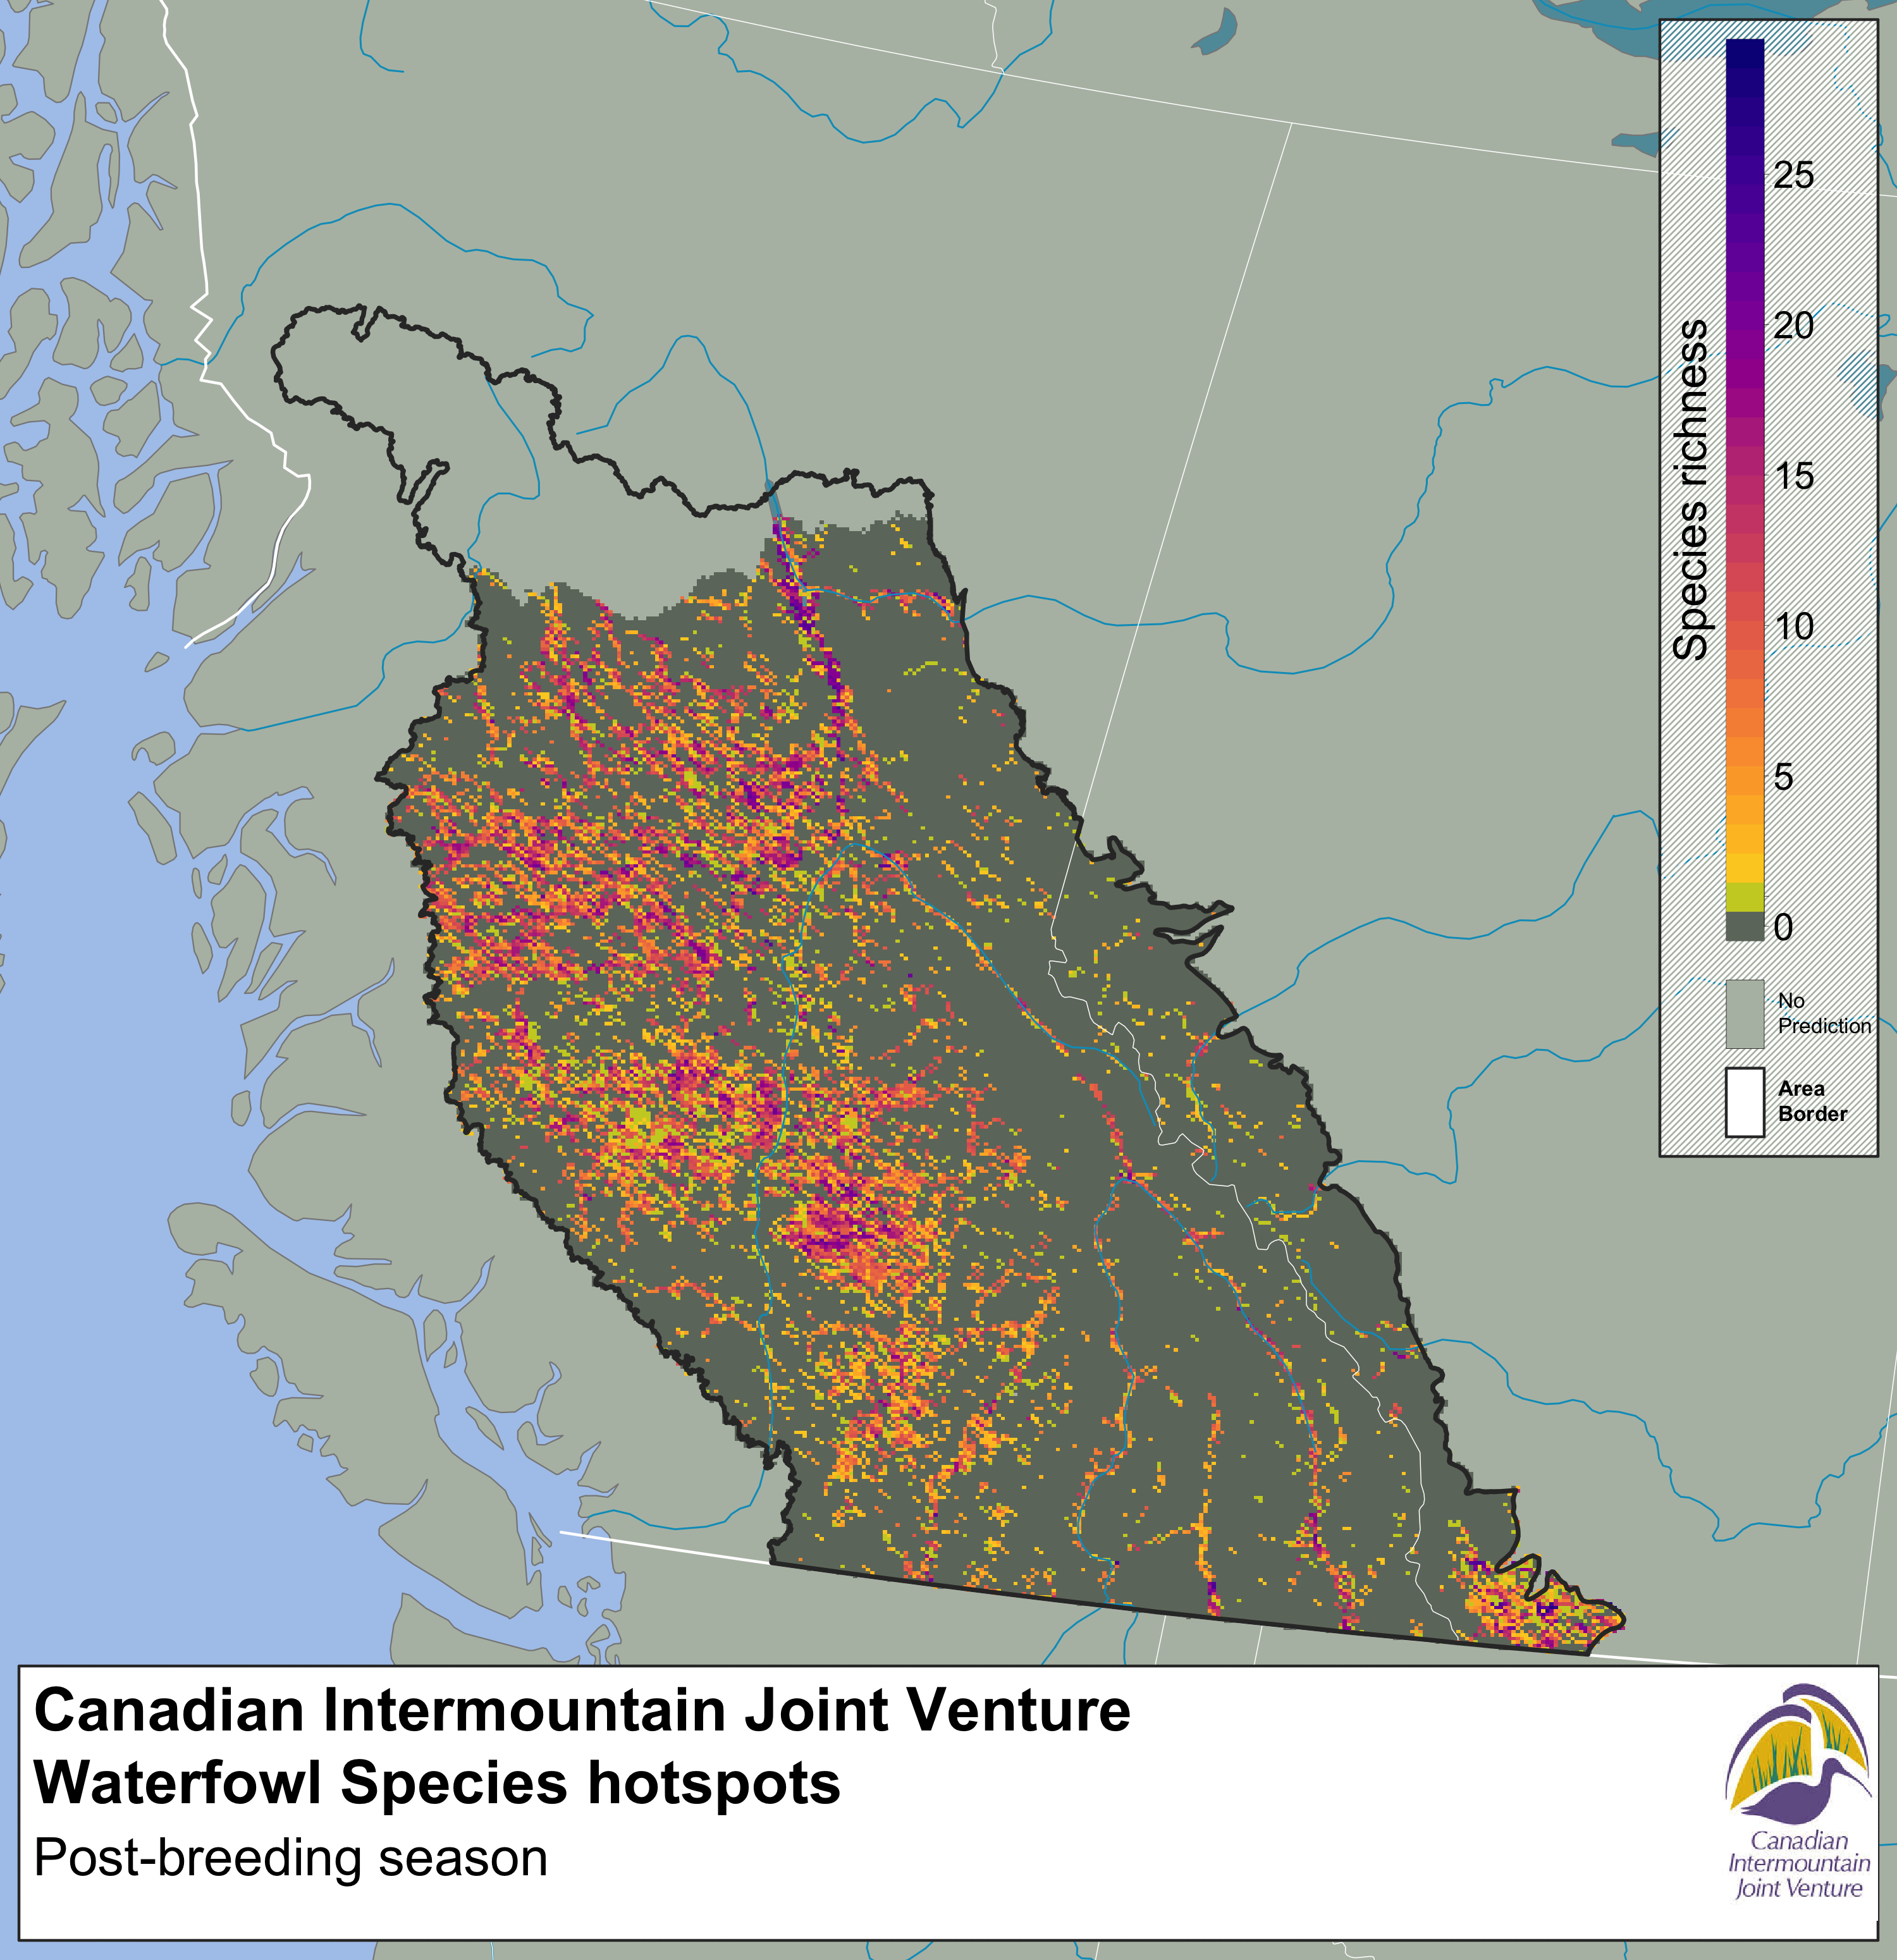 Species richness
25
20
15
10
5
0
No
Prediction
Area
Border
Canadian Intermountain Joint Venture
Waterfowl Species hotspots
Post-breeding season
Canadian
Intermountain
Joint Venture